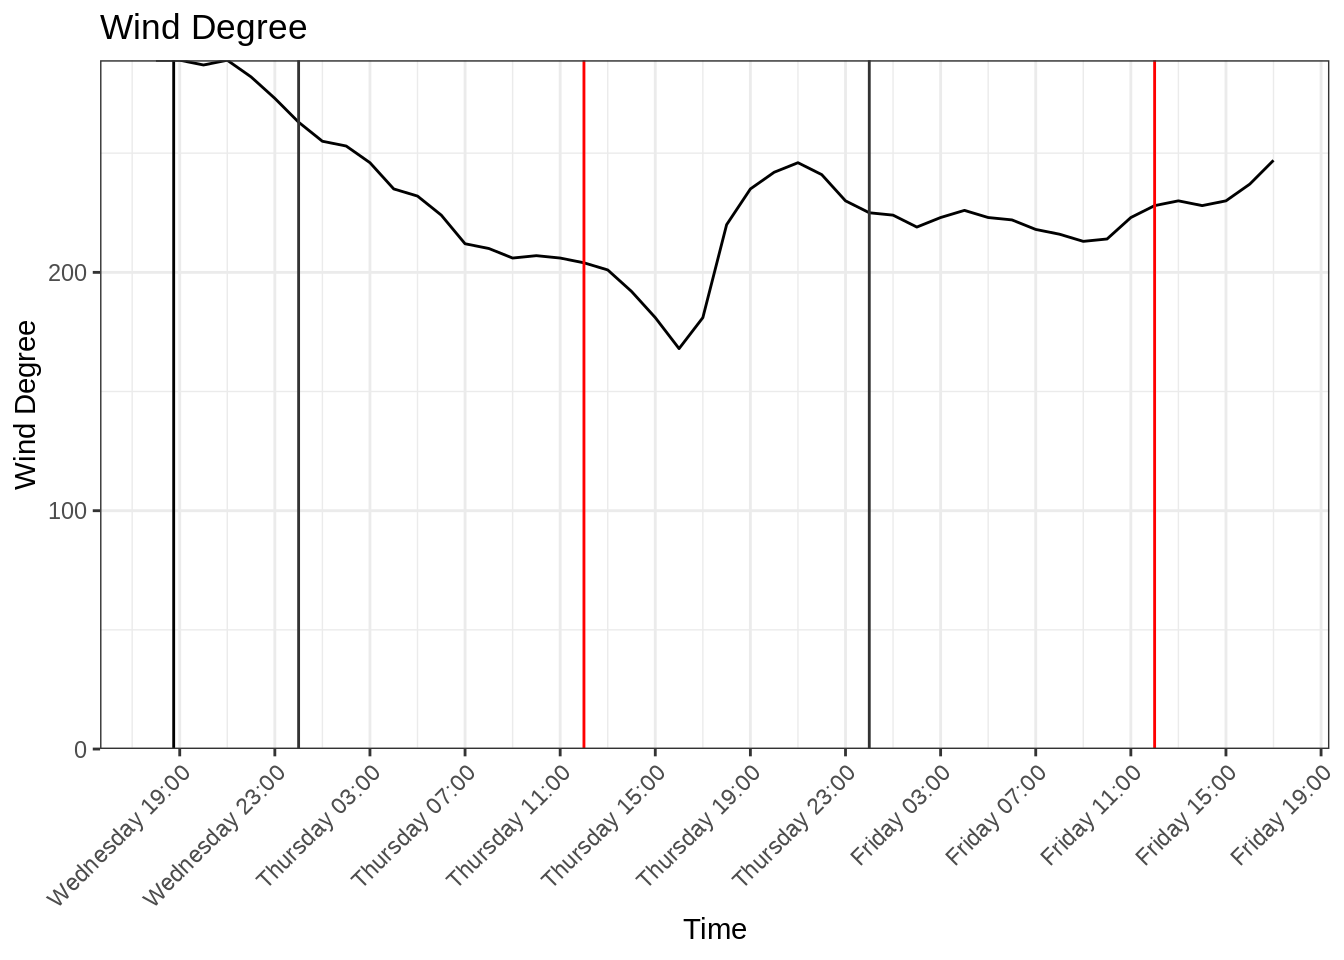 Wind Degree
Wind Degree
200
100
0
Wednesday 19:00
Wednesday 23:00
Thursday 03:00
Thursday 07:00
Thursday 11:00
Thursday 15:00
Thursday 19:00
Thursday 23:00
Friday 03:00
Friday 07:00
Friday 11:00
Friday 15:00
Friday 19:00
Time